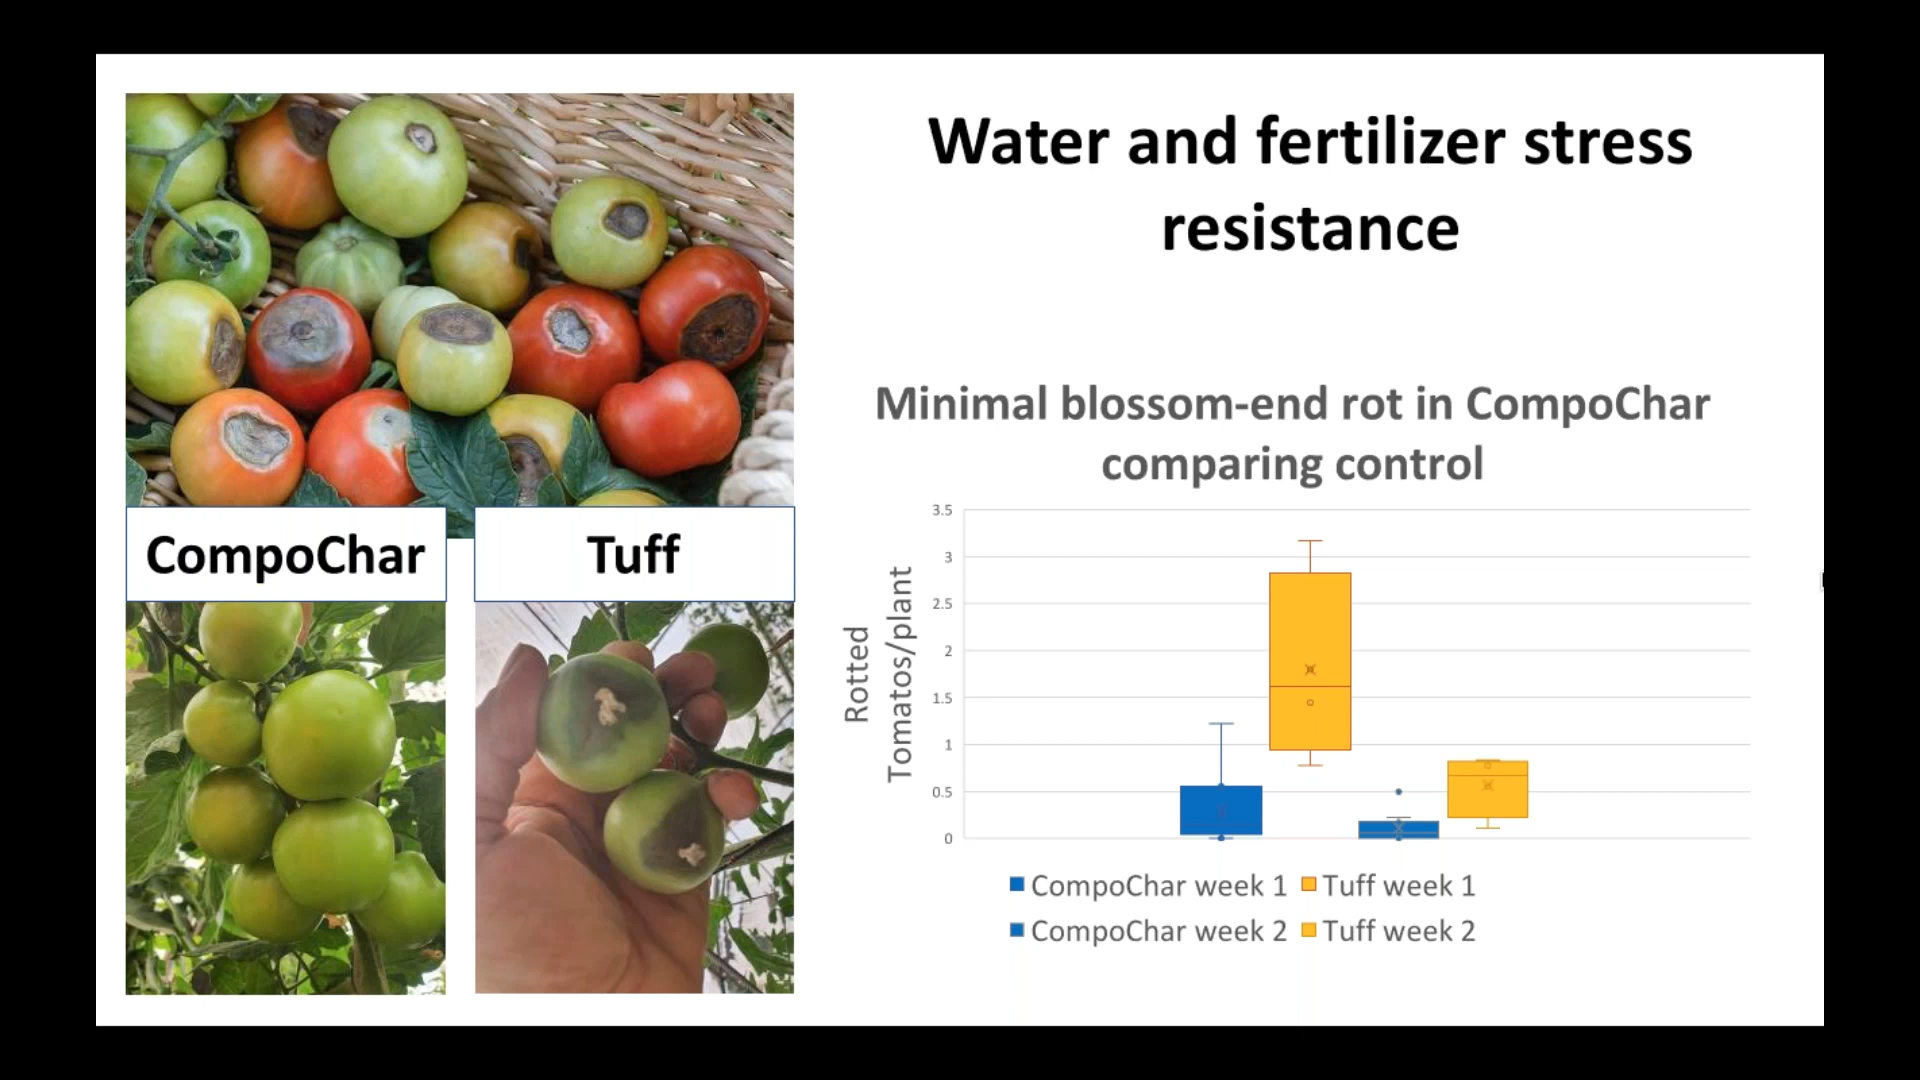 Water and fertilizer stress
resistance
Minimal blossom-end rot in CompoChar
comparing control
CompoChar
Tuff
Rotted
Tomatos/plant
3.5
3
2.5
2
1.5
1
0.5
0
CompoChar week 1
Tuff week 1
CompoChar week 2
Tuff week 2